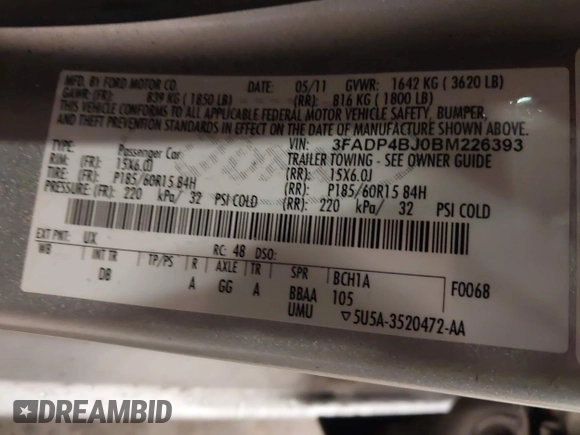 MFD. BY FORD MOTOR CO.
DATE: 05/11 GVWR: 1642 KG ( 3620 LB)
GAWR:(FR): 839 KG ( 1850 LB) (RR): 816 KG ( 1800 LB)
THIS VEHICLE CONFORMS TO ALL APPLICABLE FEDERAL MOTOR VEHICLE SAFETY, BUMPER,
AND THEFT PREVENTION STANDARDS IN EFFECT ON THE DATE OF MANUFACTURE SHOWN ABOVE.
VIN: 3FADP4BJ0BM226393
TYPE: Passenger Car TRAILER TOWING - SEE OWNER GUIDE
RIM: (FR): 15X6.0J (RR): 15X6.0J
TIRE: (FR): P185/60R15 84H (RR): P185/60R15 84H
PRESSURE: (FR): 220 kPa/ 32 PSI COLD (RR): 220 kPa/ 32 PSI COLD
EXT PNT: UX RC: 48 DSO:
WB INT TR TP/PS R AXLE TR SPR BCH1A F0068
DB A GG A BBAA 105
UMU ▽5U5A-3520472-AA
DREAMBID